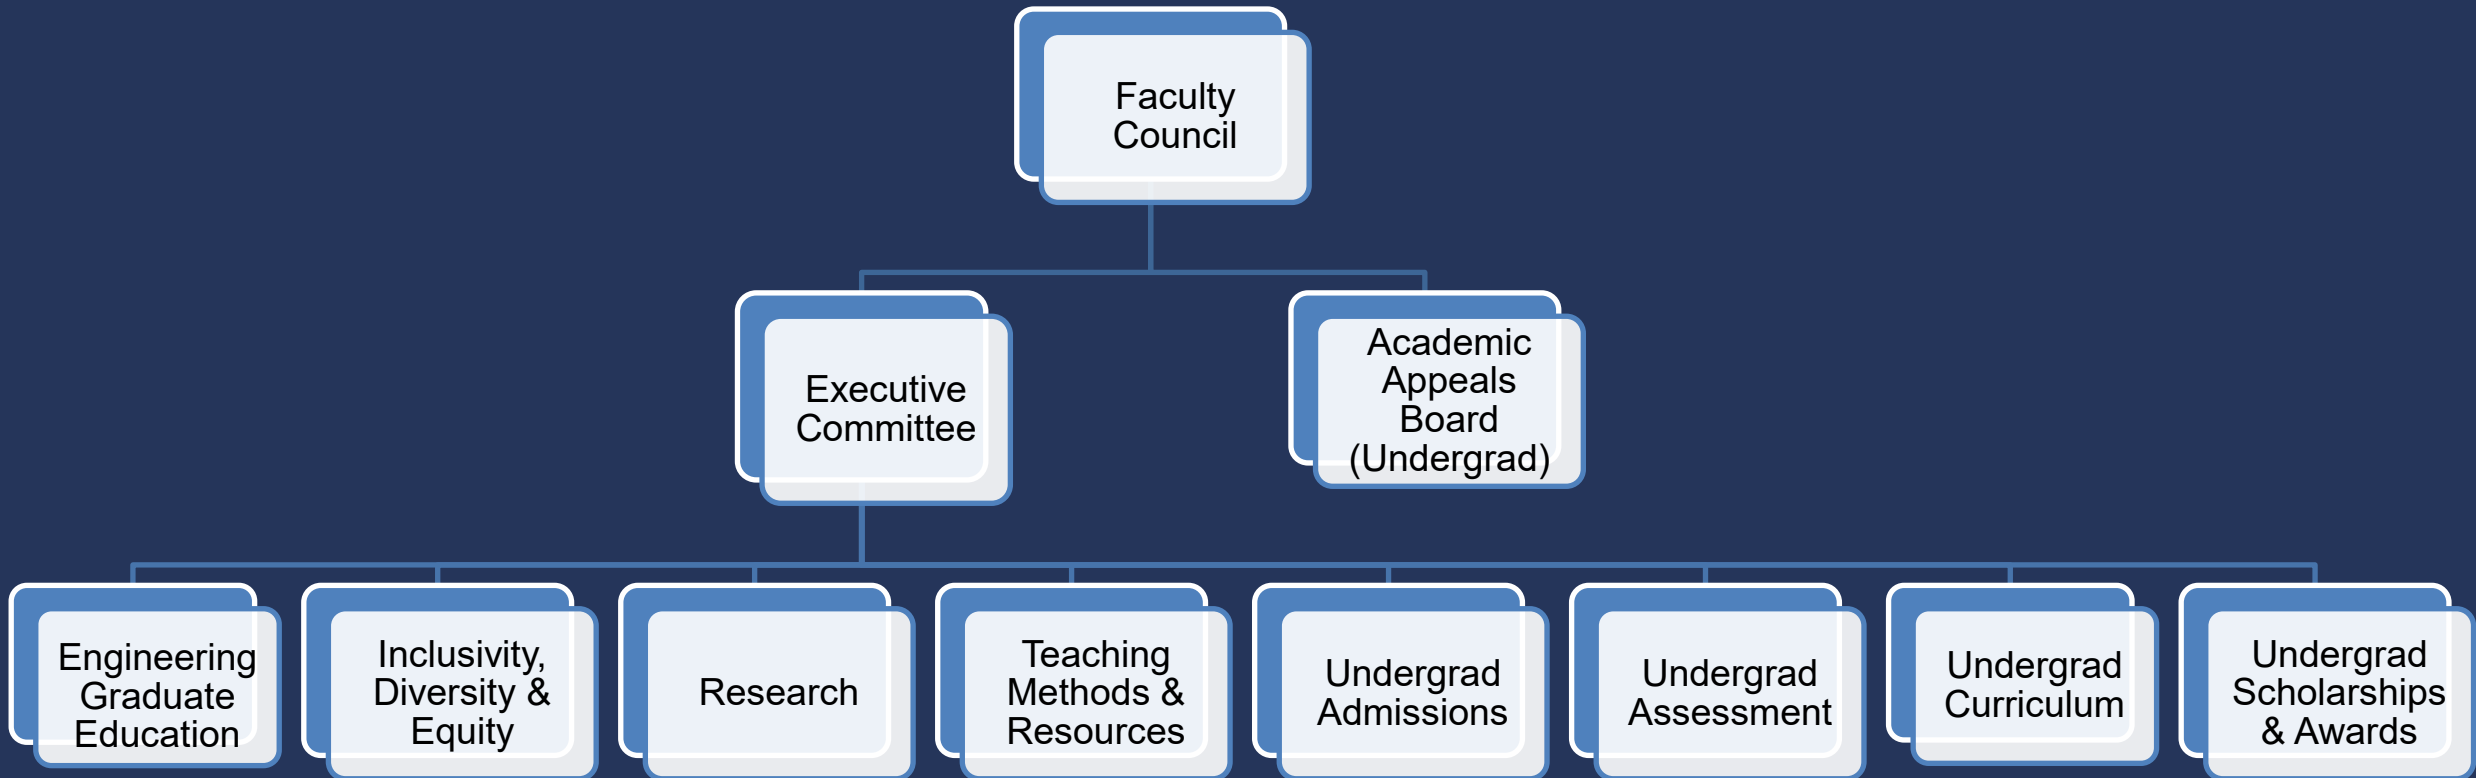 Faculty
Council
Executive
Committee
Academic
Appeals
Board
(Undergrad)
Engineering
Graduate
Education
Inclusivity,
Diversity &
Equity
Research
Teaching
Methods &
Resources
Undergrad
Admissions
Undergrad
Assessment
Undergrad
Curriculum
Undergrad
Scholarships
& Awards